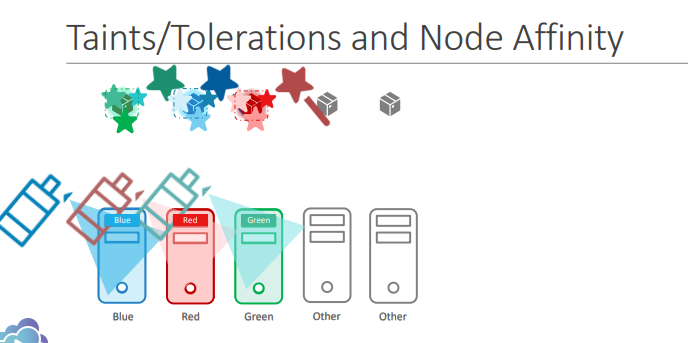 Taints/Tolerations and Node Affinity
Blue Red Green
Blue Red Green Other Other